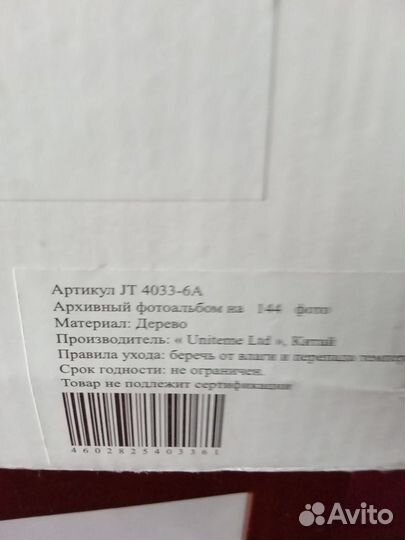 Артикул JT 4033-6A
Архивный фотоальбом на 144 фото
Материал: Дерево
Производитель: « Uniteme Ltd », Китай
Правила ухода: беречь от влаги и перепада темпер
Срок годности: не ограничен.
Товар не подлежит сертификации
4602825403361
Avito